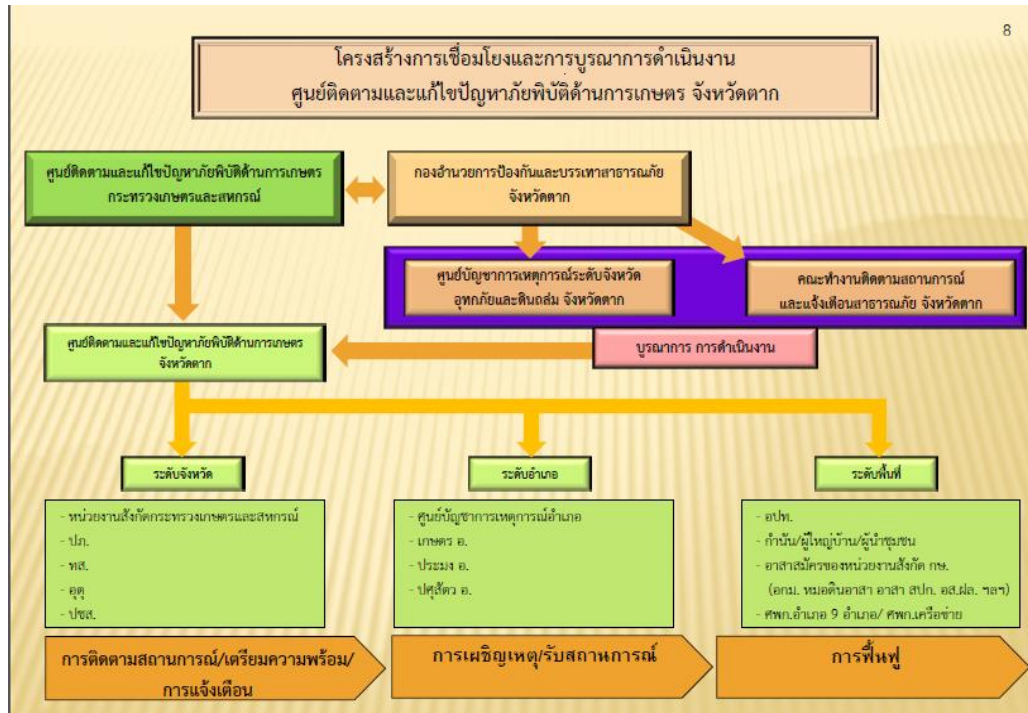 8
โครงสร้างการเชื่อมโยงและการบูรณาการดำเนินงาน
ศูนย์ติดตามและแก้ไขปัญหาภัยพิบัติด้านการเกษตร จังหวัดตาก
ศูนย์ติดตามและแก้ไขปัญหาภัยพิบัติด้านการเกษตร
กระทรวงเกษตรและสหกรณ์
กองอำนวยการป้องกันและบรรเทาสาธารณภัย
จังหวัดตาก
ศูนย์บัญชาการเหตุการณ์ระดับจังหวัด
อุทกภัยและดินถล่ม จังหวัดตาก
คณะทำงานติดตามสถานการณ์
และแจ้งเตือนสาธารณภัย จังหวัดตาก
ศูนย์ติดตามและแก้ไขปัญหาภัยพิบัติด้านการเกษตร
จังหวัดตาก
บูรณาการ การดำเนินงาน
ระดับจังหวัด
- หน่วยงานสังกัดกระทรวงเกษตรและสหกรณ์
- ปภ.
- ทส.
- อุตุ
- ปชส.
การติดตามสถานการณ์/เตรียมความพร้อม/
การแจ้งเตือน
ระดับอำเภอ
- ศูนย์บัญชาการเหตุการณ์อำเภอ
- เกษตร อ.
- ประมง อ.
- ปศุสัตว อ.
การเผชิญเหตุ/รับสถานการณ์
ระดับพื้นที่
- อปท.
- กำนัน/ผู้ใหญ่บ้าน/ผู้นำชุมชน
- อาสาสมัครของหน่วยงานสังกัด กษ.
(อกม. หมอดินอาสา อาสา สปก. อส.ฝล. ฯลฯ)
- ศพก.อำเภอ 9 อำเภอ/ ศพก.เครือข่าย
การฟื้นฟู